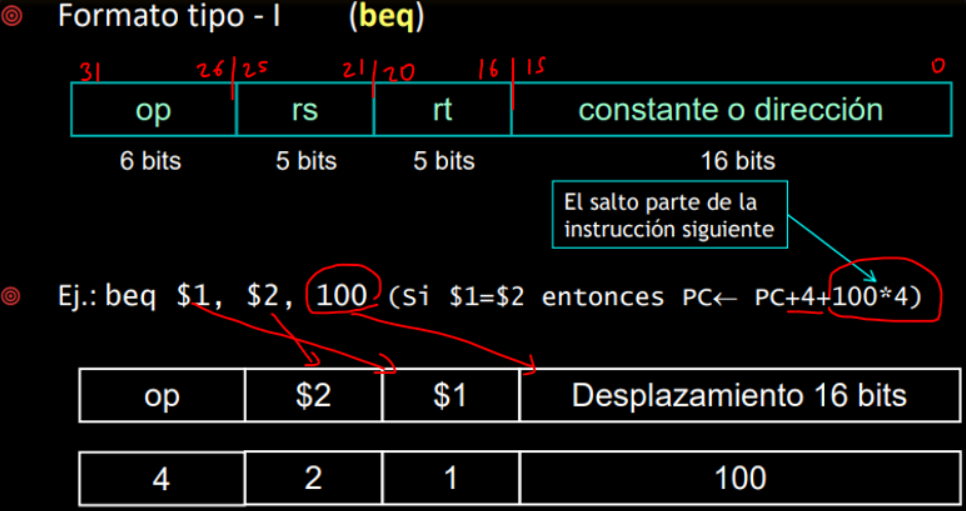 Formato tipo - I (beq)
31 26 25 21 20 16 15 0
op rs rt constante o dirección
6 bits 5 bits 5 bits 16 bits
El salto parte de la
instrucción siguiente
Ej.: beq $1, $2, 100 (Si $1=$2 entonces PC← PC+4+100*4)
op $2 $1 Desplazamiento 16 bits
4 2 1 100